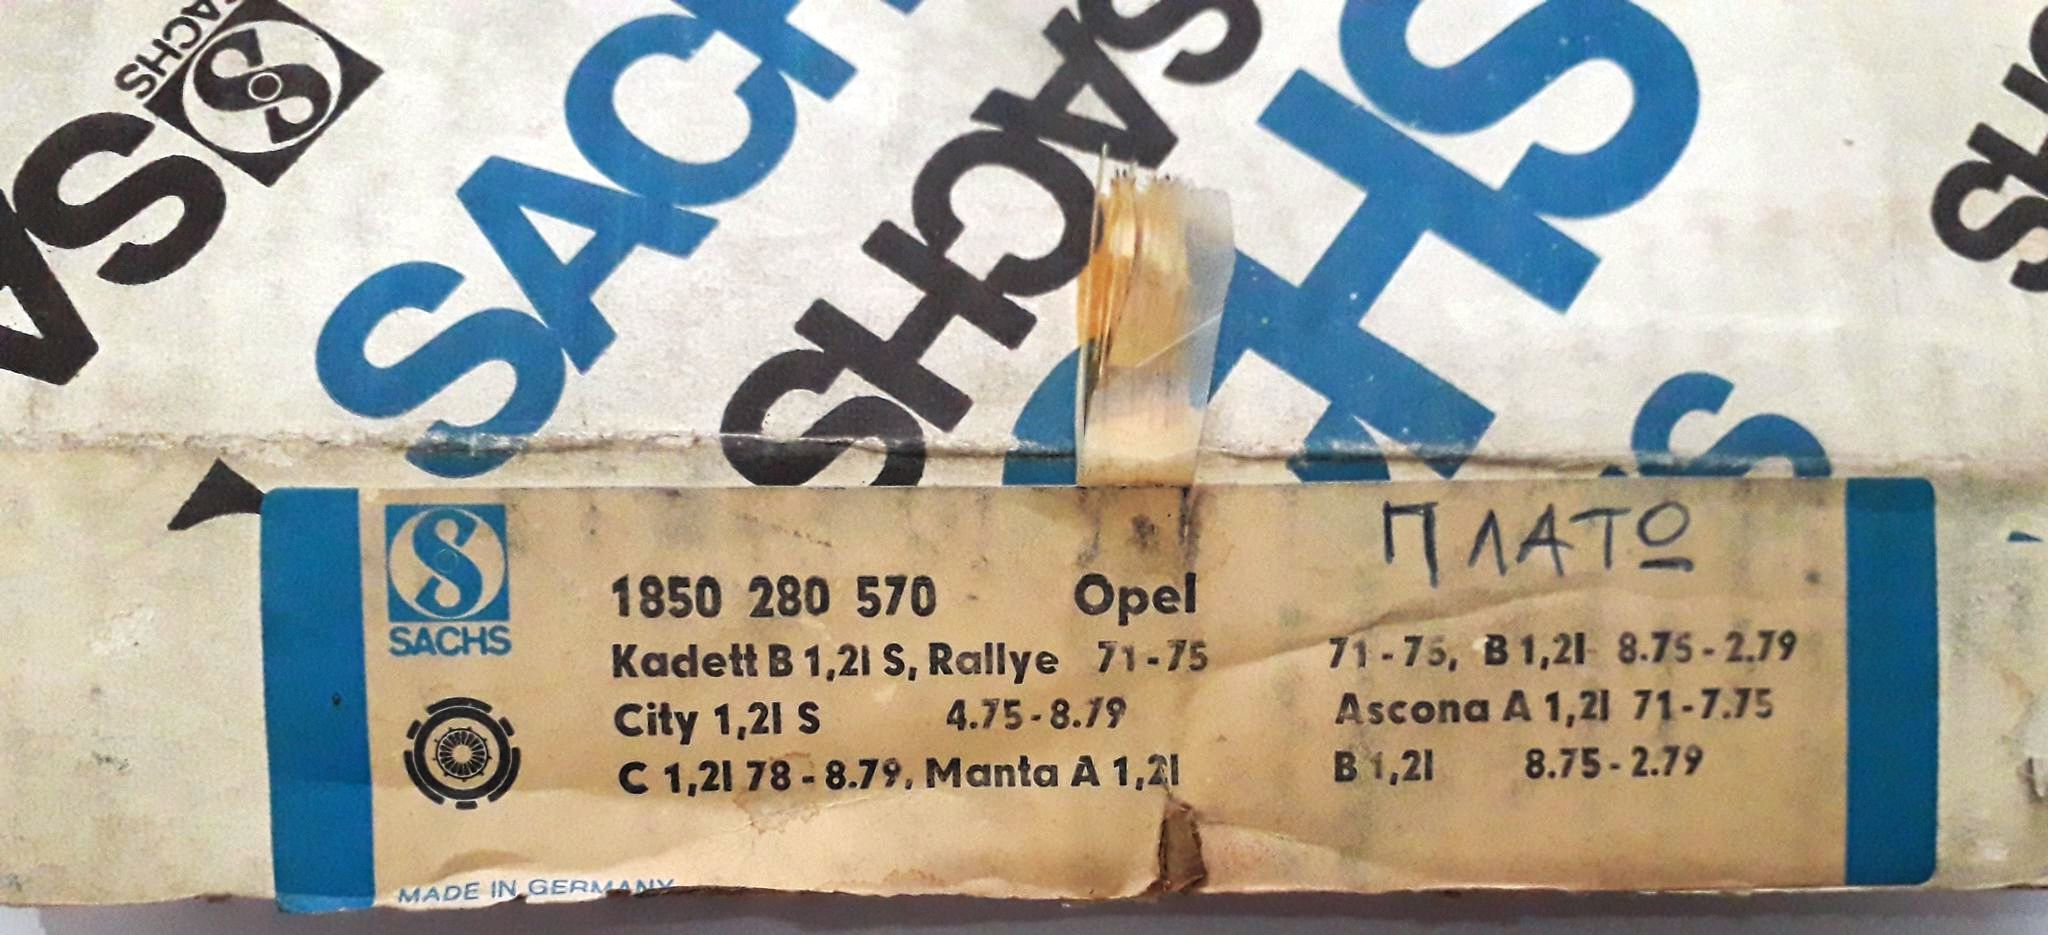 SACHS
SACHS
SACHS
SACHS
1850 280 570 Opel
ΠΛΑΤΩ
Kadett B 1,2l S, Rallye 71-75
71-75, B 1,2l 8.75-2.79
City 1,2l S 4.75-8.79
Ascona A 1,2l 71-7.75
C 1,2l 78-8.79, Manta A 1,2l
B 1,2l 8.75-2.79
MADE IN GERMANY